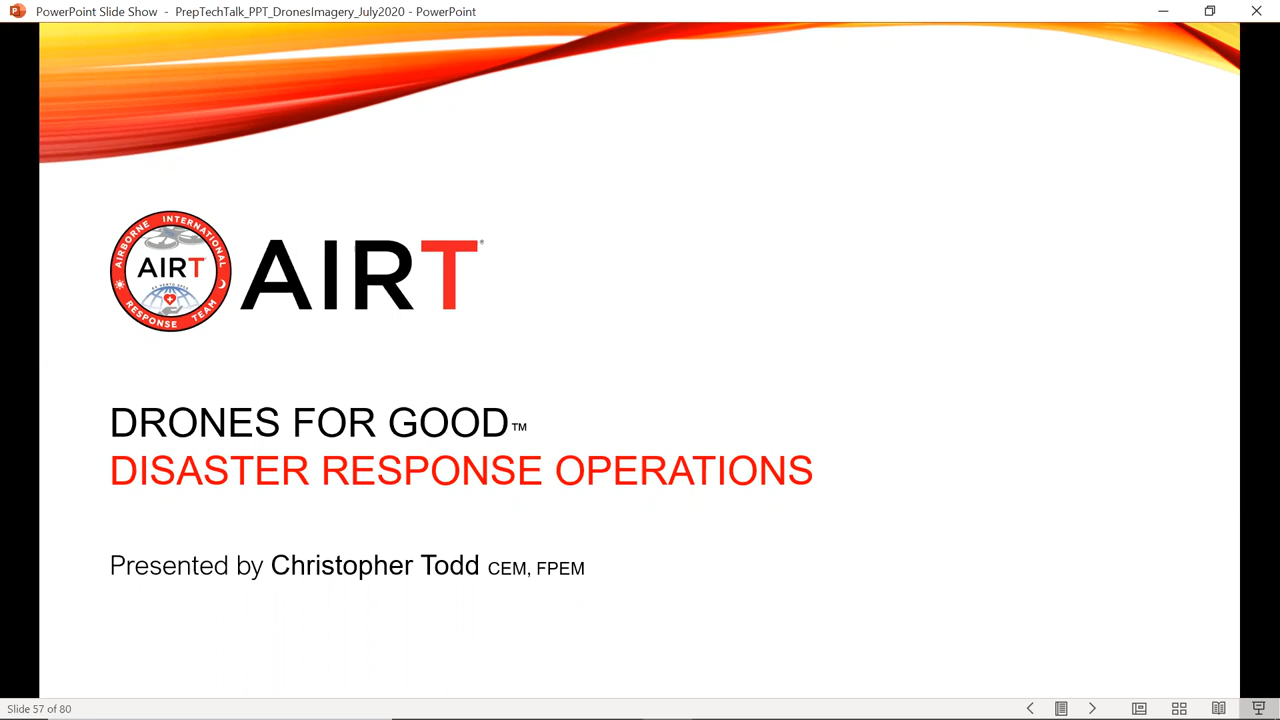 PowerPoint Slide Show - PrepTechTalk_PPT_DronesImagery_July2020 - PowerPoint
AIRBORNE INTERNATIONAL
AIRT
RESPONSE TEAM
AIRT®
DRONES FOR GOOD™
DISASTER RESPONSE OPERATIONS
Presented by Christopher Todd CEM, FPEM
Slide 57 of 80